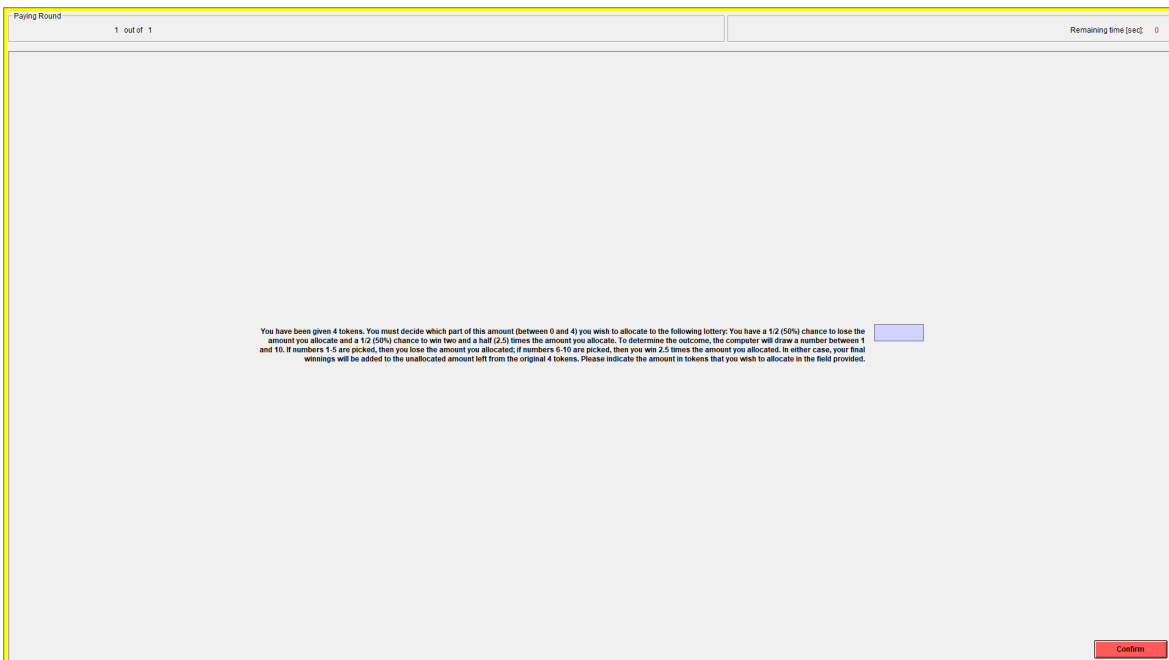 Paying Round
1 out of 1
Remaining time [sec]: 0
You have been given 4 tokens. You must decide which part of this amount (between 0 and 4) you wish to allocate to the following lottery: You have a 1/2 (50%) chance to lose the
amount you allocate and a 1/2 (50%) chance to win two and a half (2.5) times the amount you allocate. To determine the outcome, the computer will draw a number between 1
and 10. If numbers 1-5 are picked, then you lose the amount you allocated; if numbers 6-10 are picked, then you win 2.5 times the amount you allocated. In either case, your final
winnings will be added to the unallocated amount left from the original 4 tokens. Please indicate the amount in tokens that you wish to allocate in the field provided.
Confirm